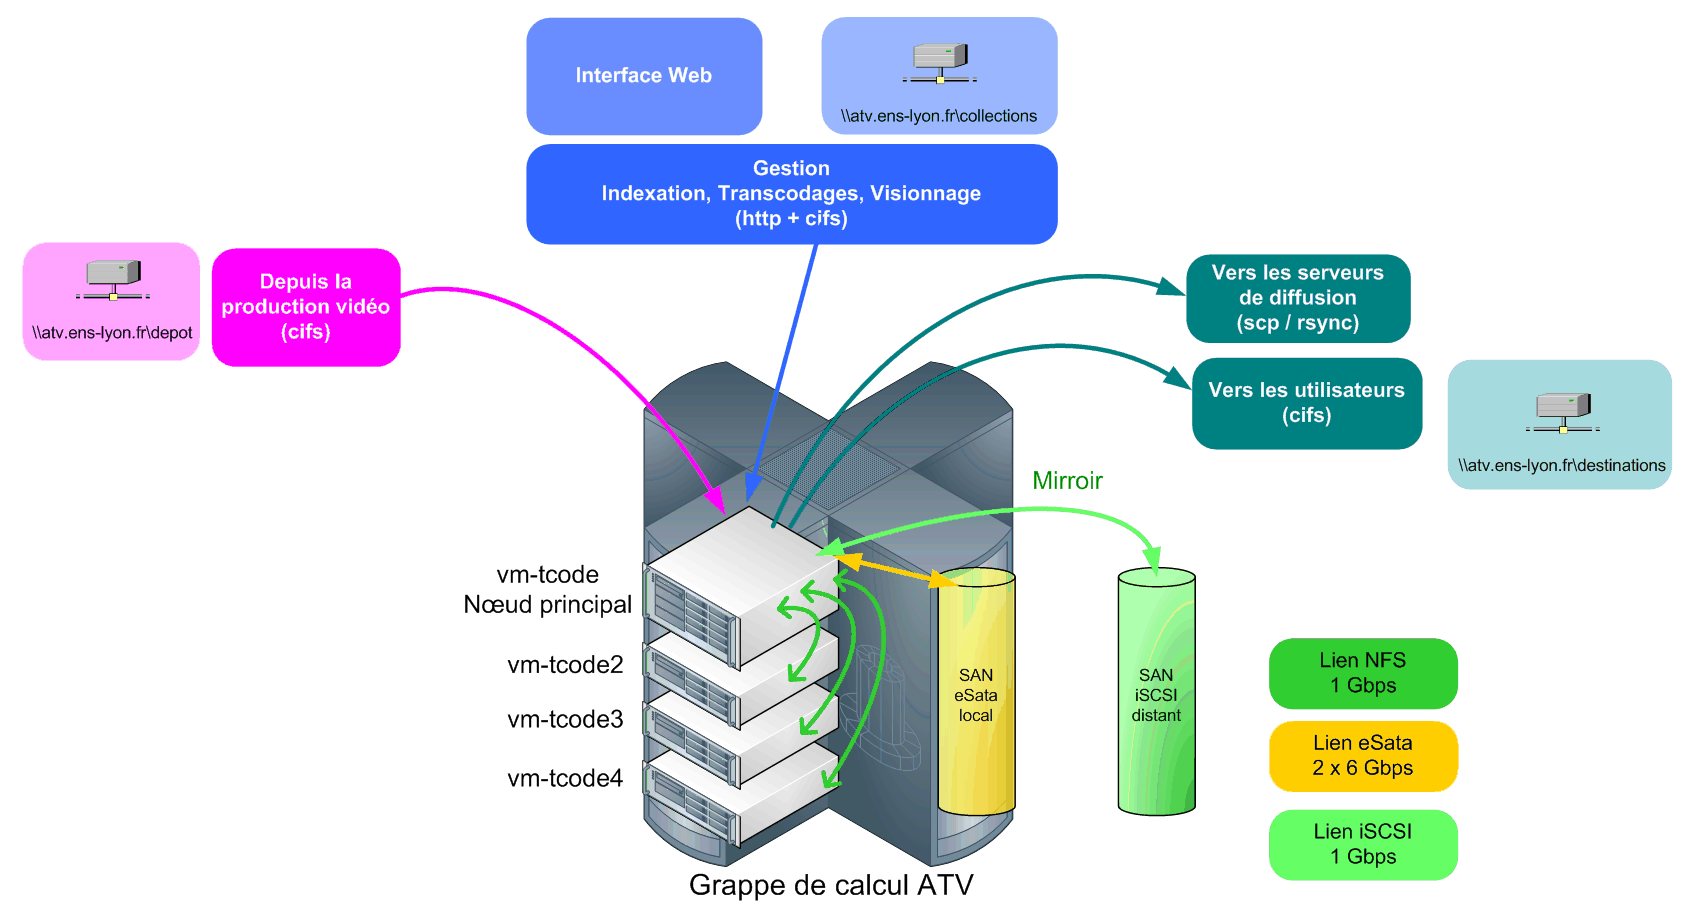 Interface Web
\\atv.ens-lyon.fr\collections
Gestion
Indexation, Transcodages, Visionnage
(http + cifs)
\\atv.ens-lyon.fr\depot
Depuis la
production vidéo
(cifs)
Vers les serveurs
de diffusion
(scp / rsync)
Vers les utilisateurs
(cifs)
\\atv.ens-lyon.fr\destinations
Mirroir
vm-tcode
Nœud principal
vm-tcode2
vm-tcode3
vm-tcode4
SAN
eSata
local
SAN
iSCSI
distant
Lien NFS
1 Gbps
Lien eSata
2 x 6 Gbps
Lien iSCSI
1 Gbps
Grappe de calcul ATV